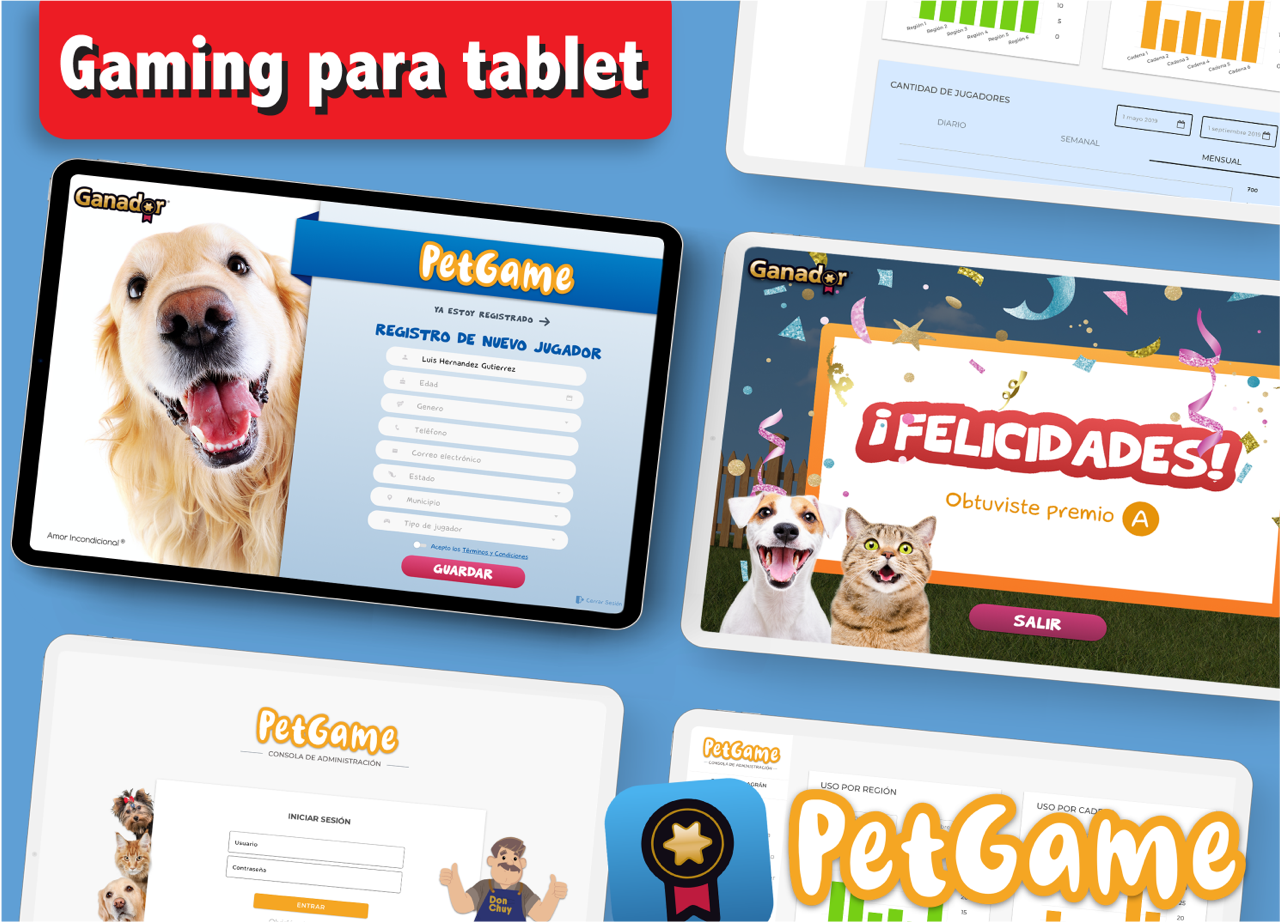 Gaming para tablet
Región 1
Región 2
Región 3
Región 4
Región 5
Región 6
10
5
0
Cadena 1
Cadena 2
Cadena 3
Cadena 4
Cadena 5
Cadena 6
CANTIDAD DE JUGADORES
1 mayo 2019
1 septiembre 2019
DIARIO
SEMANAL
MENSUAL
700
Ganador
PetGame
YA ESTOY REGISTRADO →
REGISTRO DE NUEVO JUGADOR
Luis Hernandez Gutierrez
Edad
Genero
Teléfono
Correo electrónico
Estado
Municipio
Tipo de jugador
Acepto los Términos y Condiciones
GUARDAR
Cerrar Sesión
Amor Incondicional ®
Ganador
¡FELICIDADES!
Obtuviste premio A
SALIR
PetGame
CONSOLA DE ADMINISTRACIÓN
INICIAR SESIÓN
Usuario
Contraseña
ENTRAR
Don
Chuy
PetGame
CONSOLA DE ADMINISTRACIÓN
USO POR REGIÓN
USO POR CAD
PetGame
15
25